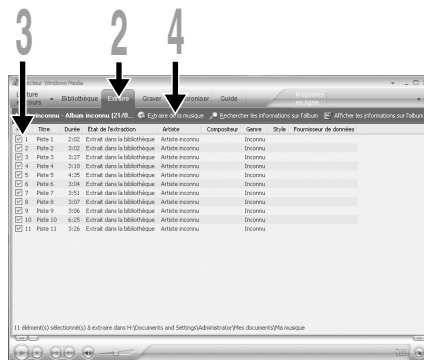 3 2 4
Lecteur Windows Media
Lecture en cours Bibliothèque Extraire Graver Synchroniser Guide Magasins en ligne
inconnu - Album inconnu (21/8... Extraire de la musique Rechercher les informations sur l'album Afficher les informations sur l'album
Titre Durée État de l'extraction Artiste Compositeur Genre Style Fournisseur de données
1 Piste 1 2:02 Extrait dans la bibliothèque Artiste inconnu Inconnu
2 Piste 2 3:02 Extrait dans la bibliothèque Artiste inconnu Inconnu
3 Piste 3 3:27 Extrait dans la bibliothèque Artiste inconnu Inconnu
4 Piste 4 3:10 Extrait dans la bibliothèque Artiste inconnu Inconnu
5 Piste 5 4:35 Extrait dans la bibliothèque Artiste inconnu Inconnu
6 Piste 6 3:04 Extrait dans la bibliothèque Artiste inconnu Inconnu
7 Piste 7 3:51 Extrait dans la bibliothèque Artiste inconnu Inconnu
8 Piste 8 3:07 Extrait dans la bibliothèque Artiste inconnu Inconnu
9 Piste 9 3:06 Extrait dans la bibliothèque Artiste inconnu Inconnu
10 Piste 10 6:25 Extrait dans la bibliothèque Artiste inconnu Inconnu
11 Piste 11 3:26 Extrait dans la bibliothèque Artiste inconnu Inconnu
11 élément(s) sélectionné(s) à extraire dans H:\Documents and Settings\Administrator\Mes documents\Ma musique